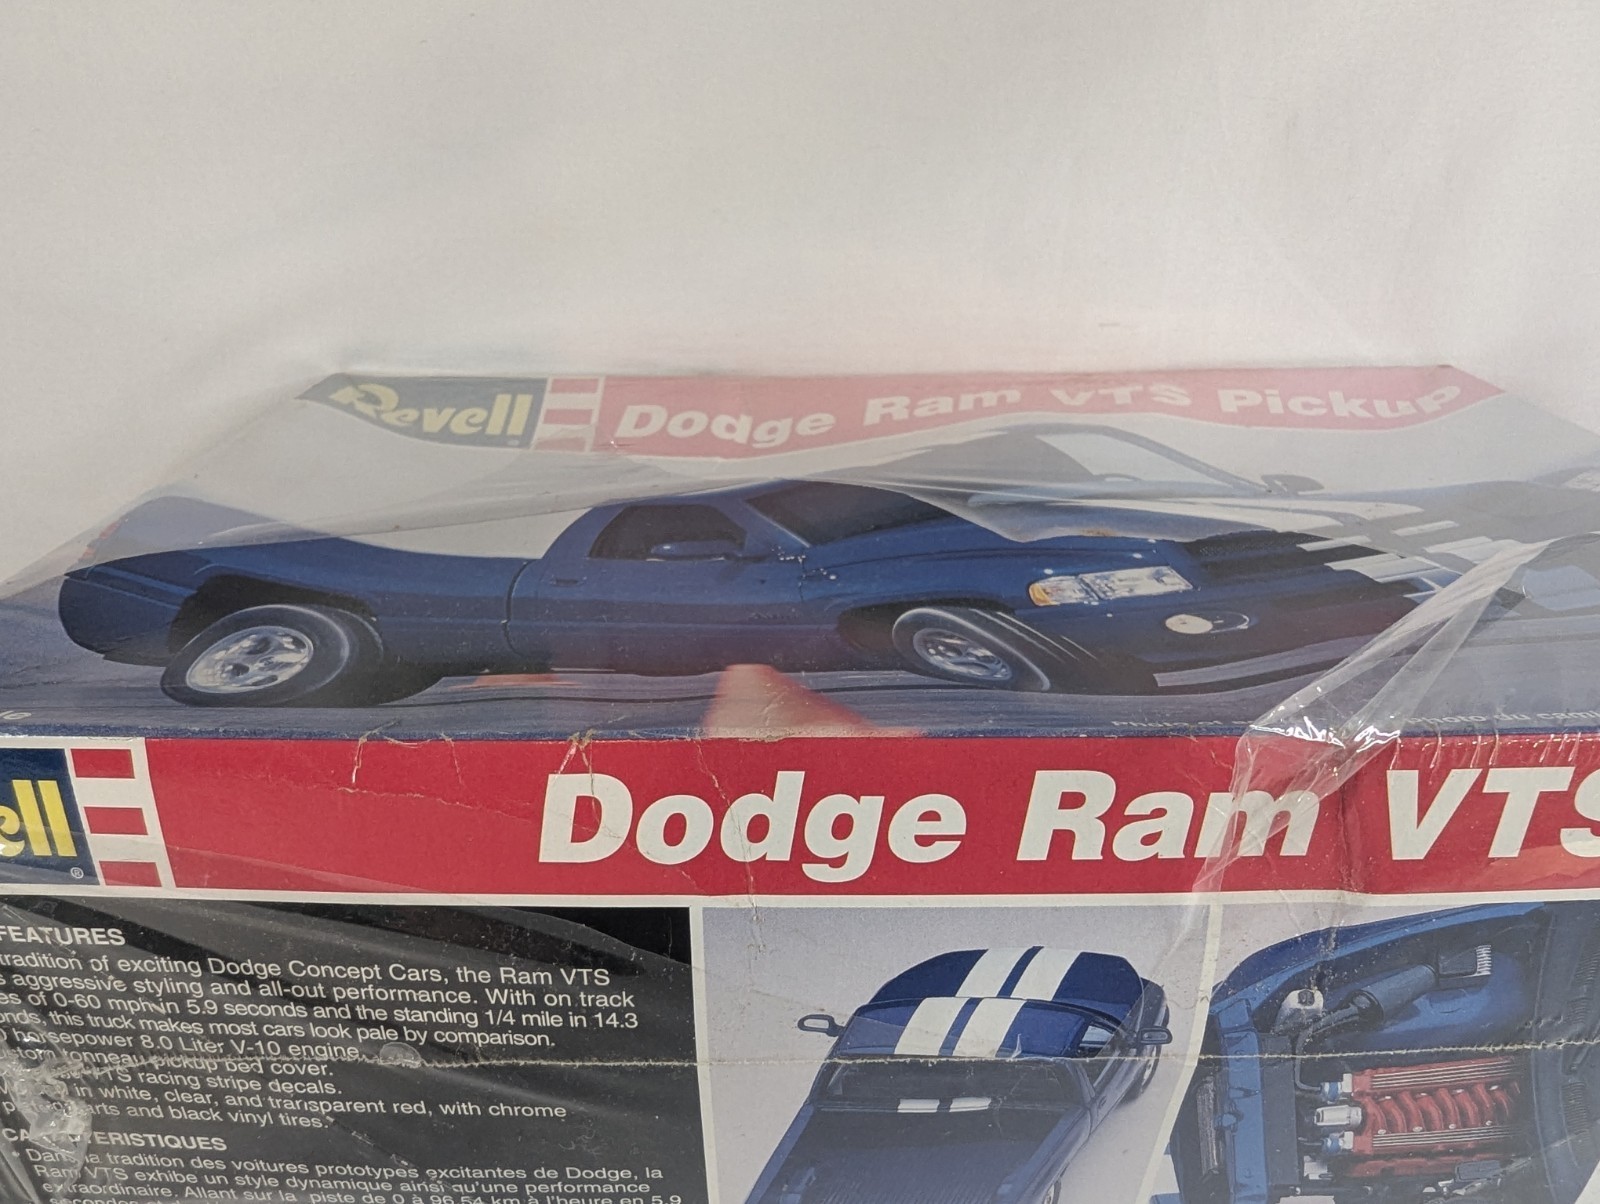 Revell
Dodge Ram VTS Pickup
Photo du
ell
Dodge Ram VTS
FEATURES
tradition of exciting Dodge Concept Cars, the Ram VTS
aggressive styling and all-out performance. With on track
of 0-60 mph in 5.9 seconds and the standing 1/4 mile in 14.3
this truck makes most cars look pale by comparison.
horsepower 8.0 Liter V-10 engine.
tonneau pickup bed cover.
VTS racing stripe decals.
in white, clear, and transparent red, with chrome
parts and black vinyl tires.
CARACTERISTIQUES
• Dans la tradition des voitures prototypes excitantes de Dodge, la
Ram VTS exhibe un style dynamique ainsi qu'une performance
extraordinaire. Allant sur la piste de 0 à 96,54 km à l'heure en 5,9